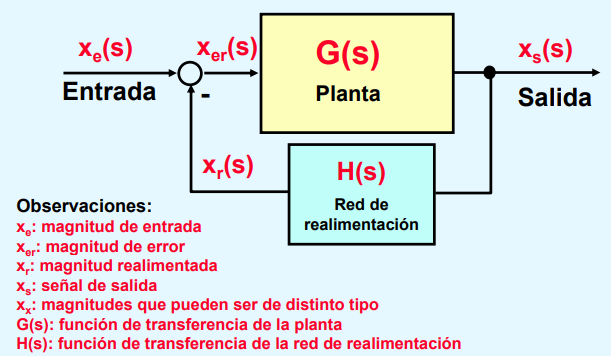 xe(s)
xer(s)
G(s)
xs(s)
Entrada
-
Planta
Salida
xr(s)
H(s)
Red de
realimentación
Observaciones:
xe: magnitud de entrada
xer: magnitud de error
xr: magnitud realimentada
xs: señal de salida
xx: magnitudes que pueden ser de distinto tipo
G(s): función de transferencia de la planta
H(s): función de transferencia de la red de realimentación